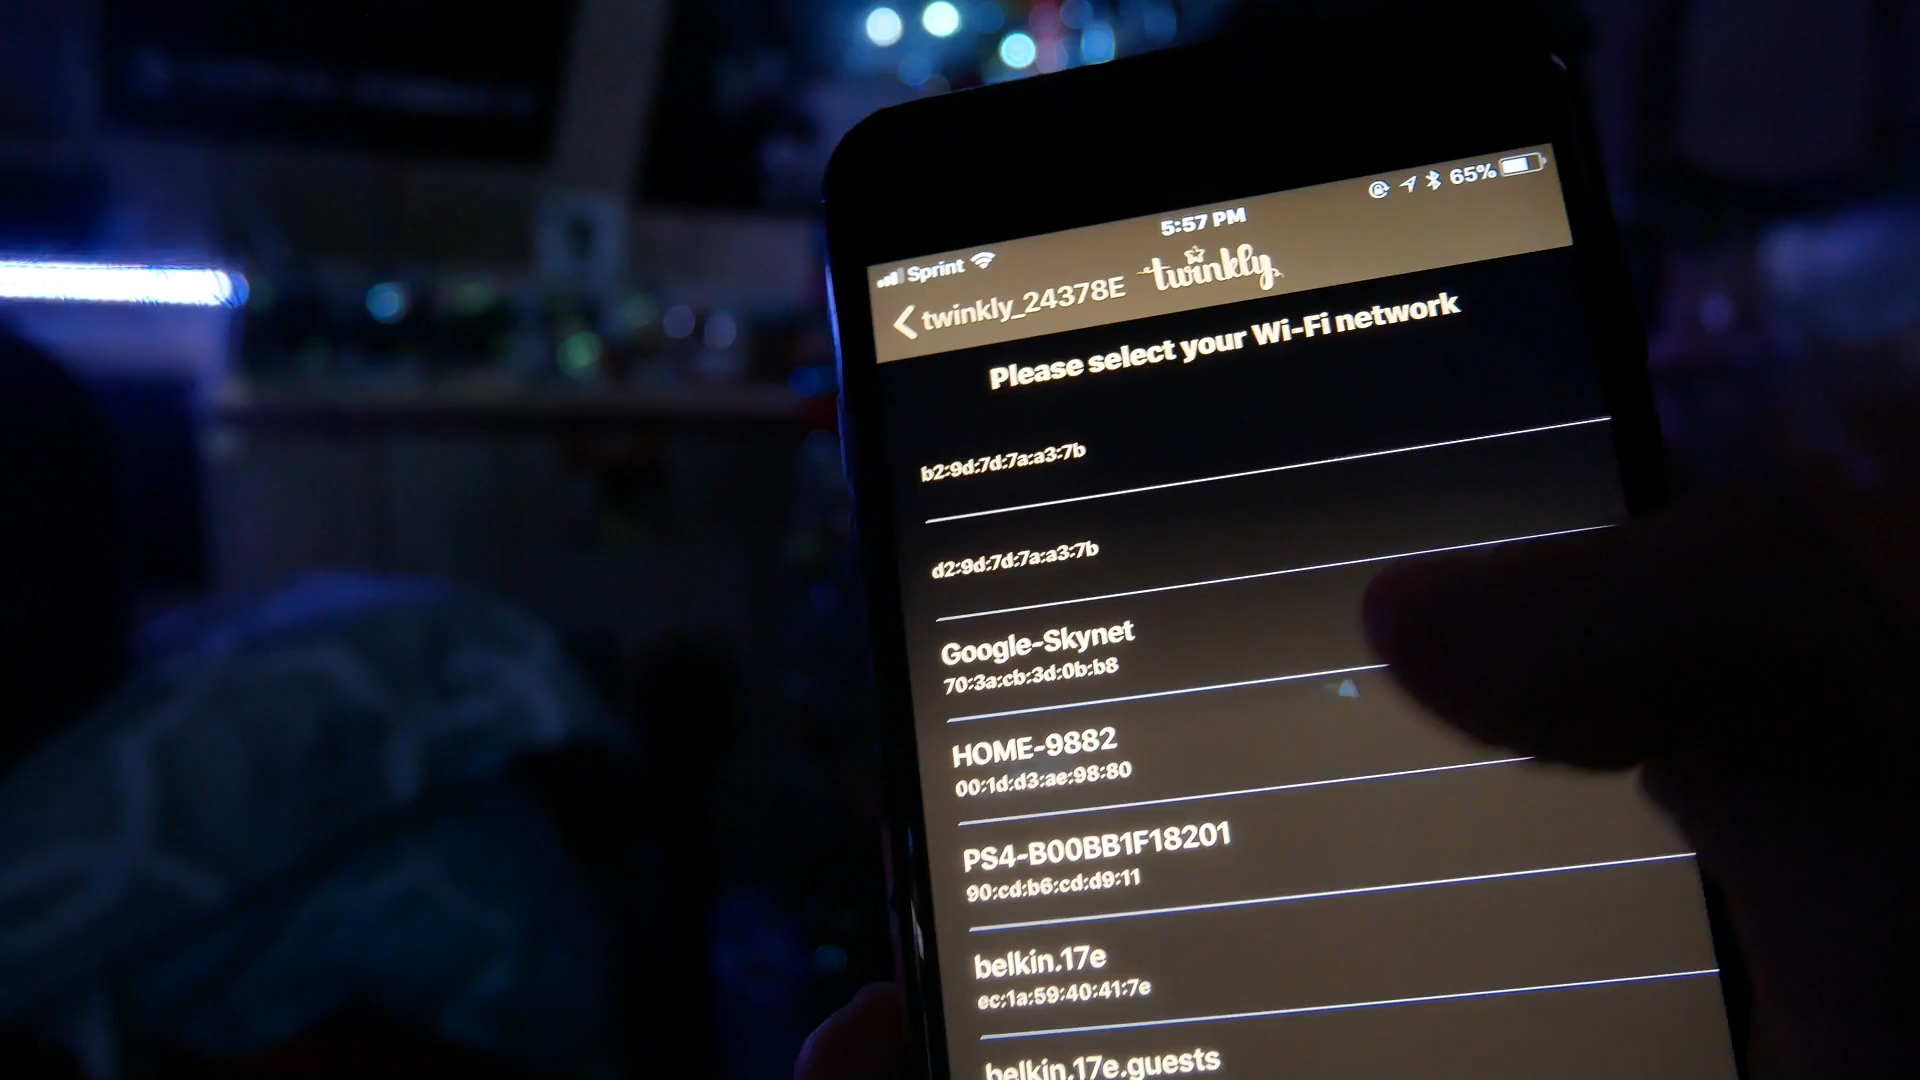 5:57 PM
65%
Sprint
twinkly_24378E
twinkly
Please select your Wi-Fi network
b2:9d:7d:7a:a3:7b
d2:9d:7d:7a:a3:7b
Google-Skynet
70:3a:cb:3d:0b:b8
HOME-9882
00:1d:d3:ae:98:80
PS4-B00BB1F18201
90:cd:b6:cd:d9:11
belkin.17e
ec:1a:59:40:41:7e
belkin.17e.guests